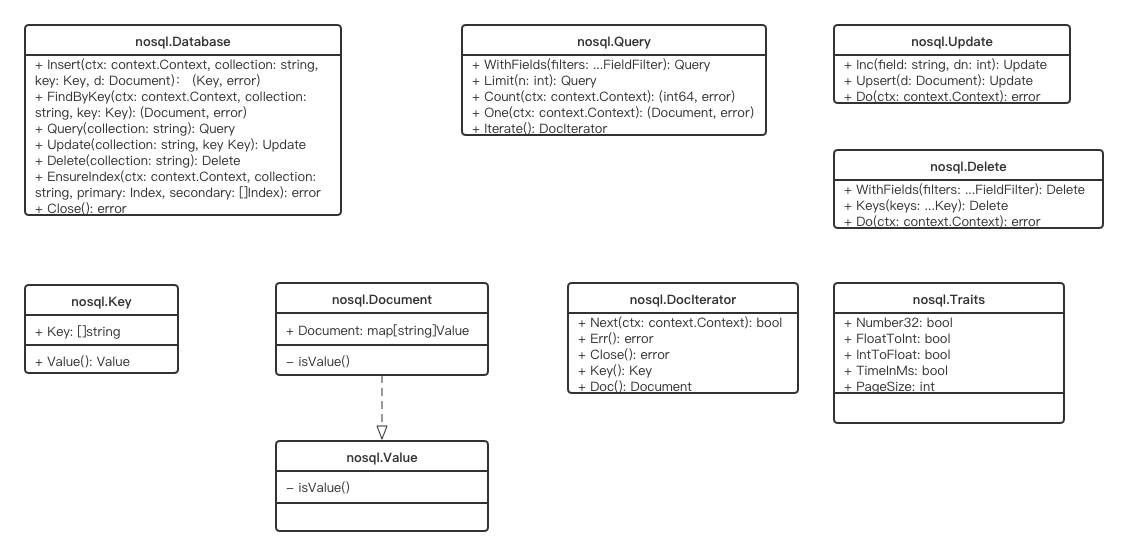 nosql.Database
+ Insert(ctx: context.Context, collection: string,
key: Key, d: Document)： (Key, error)
+ FindByKey(ctx: context.Context, collection:
string, key: Key): (Document, error)
+ Query(collection: string): Query
+ Update(collection: string, key Key): Update
+ Delete(collection: string): Delete
+ EnsureIndex(ctx: context.Context, collection:
string, primary: Index, secondary: []Index): error
+ Close(): error
nosql.Query
+ WithFields(filters: ...FieldFilter): Query
+ Limit(n: int): Query
+ Count(ctx: context.Context): (int64, error)
+ One(ctx: context.Context): (Document, error)
+ Iterate(): DocIterator
nosql.Update
+ Inc(field: string, dn: int): Update
+ Upsert(d: Document): Update
+ Do(ctx: context.Context): error
nosql.Delete
+ WithFields(filters: ...FieldFilter): Delete
+ Keys(keys: ...Key): Delete
+ Do(ctx: context.Context): error
nosql.Key
+ Key: []string
+ Value(): Value
nosql.Document
+ Document: map[string]Value
- isValue()
nosql.DocIterator
+ Next(ctx: context.Context): bool
+ Err(): error
+ Close(): error
+ Key(): Key
+ Doc(): Document
nosql.Traits
+ Number32: bool
+ FloatToInt: bool
+ IntToFloat: bool
+ TimeInMs: bool
+ PageSize: int
nosql.Value
- isValue()